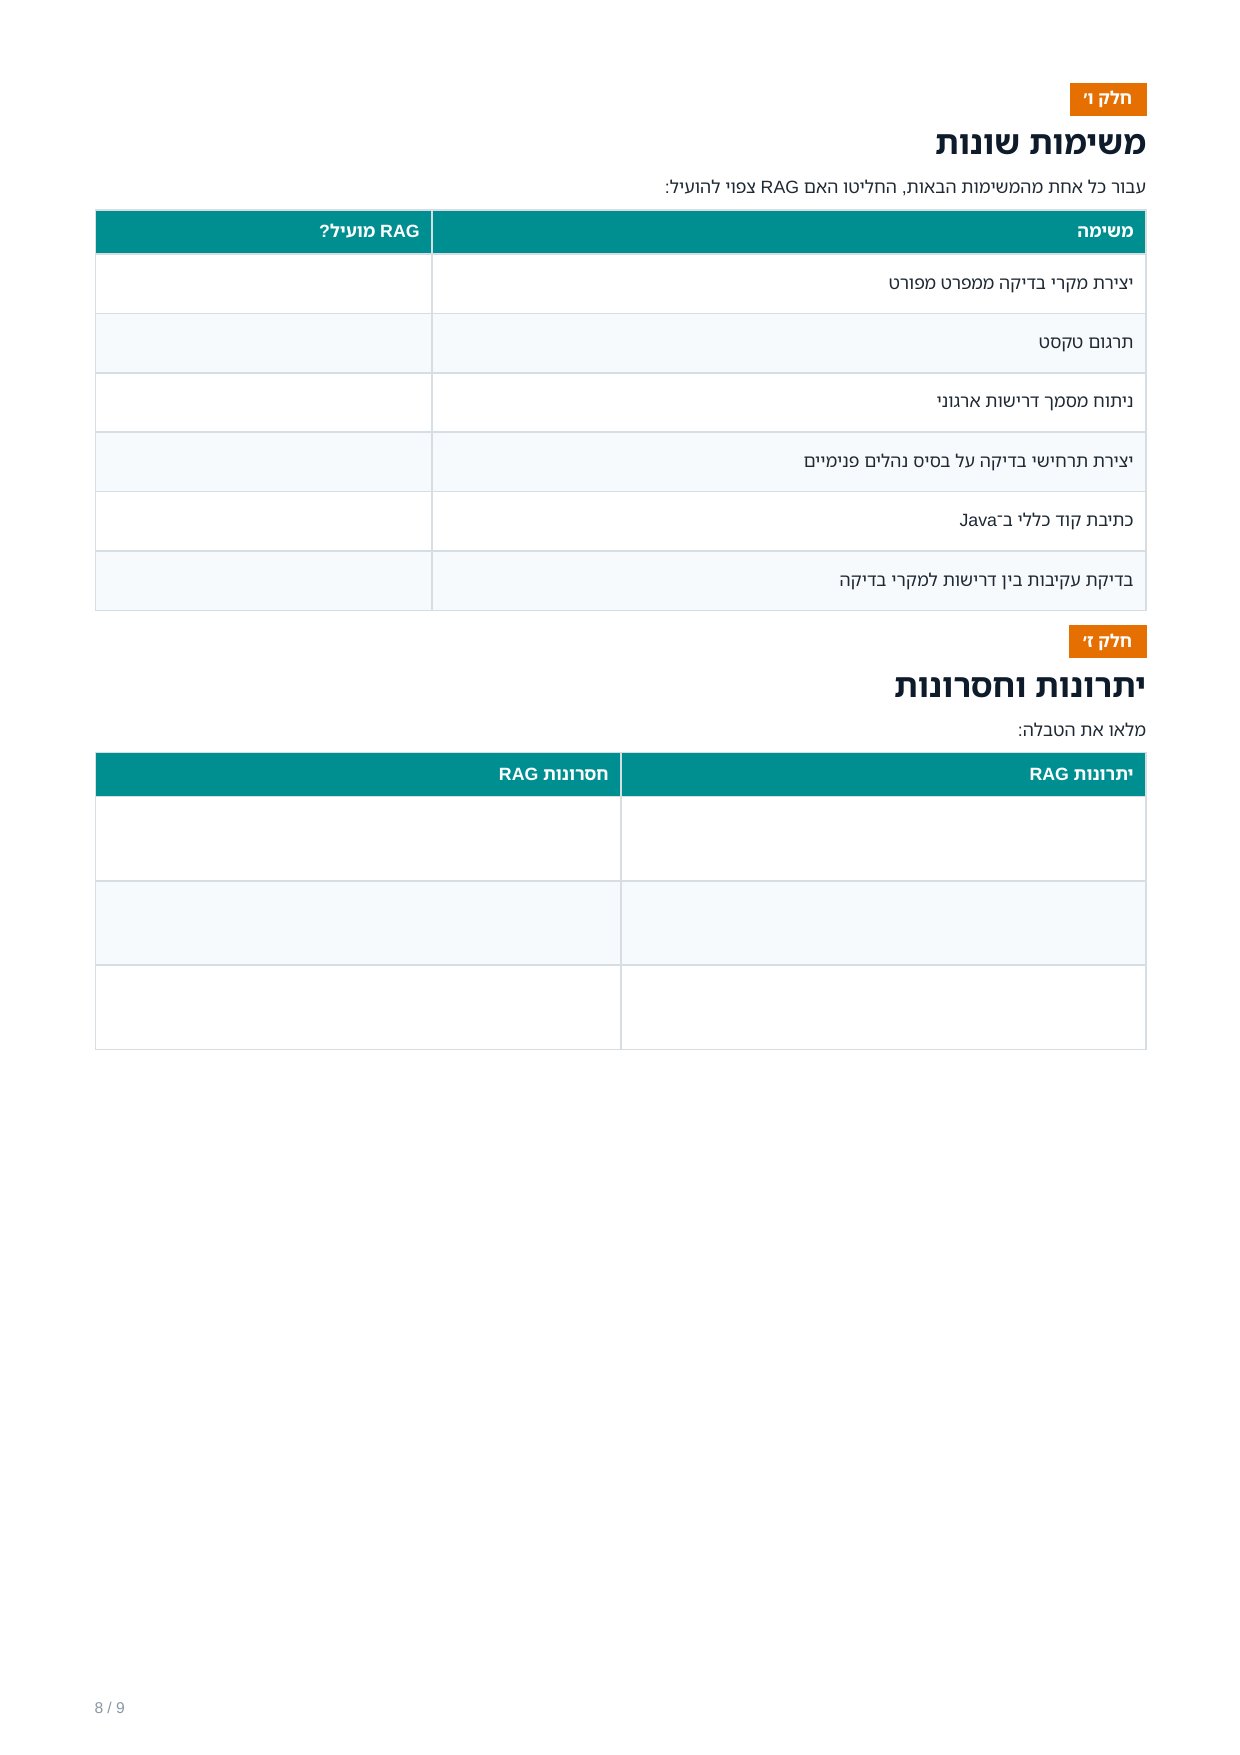 חלק ו׳
משימות שונות
עבור כל אחת מהמשימות הבאות, החליטו האם RAG צפוי להועיל:
משימה
RAG מועיל?
יצירת מקרי בדיקה ממפרט מפורט
תרגום טקסט
ניתוח מסמך דרישות ארגוני
יצירת תרחישי בדיקה על בסיס נהלים פנימיים
כתיבת קוד כללי ב־Java
בדיקת עקיבות בין דרישות למקרי בדיקה
חלק ז׳
יתרונות וחסרונות
מלאו את הטבלה:
יתרונות RAG
חסרונות RAG
8 / 9